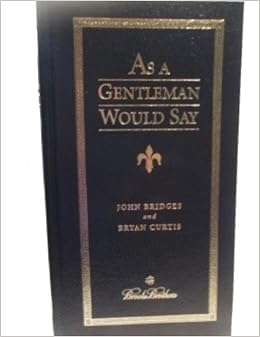 AS A
GENTLEMAN
WOULD SAY
JOHN BRIDGES
and
BRYAN CURTIS
Brooks Brothers